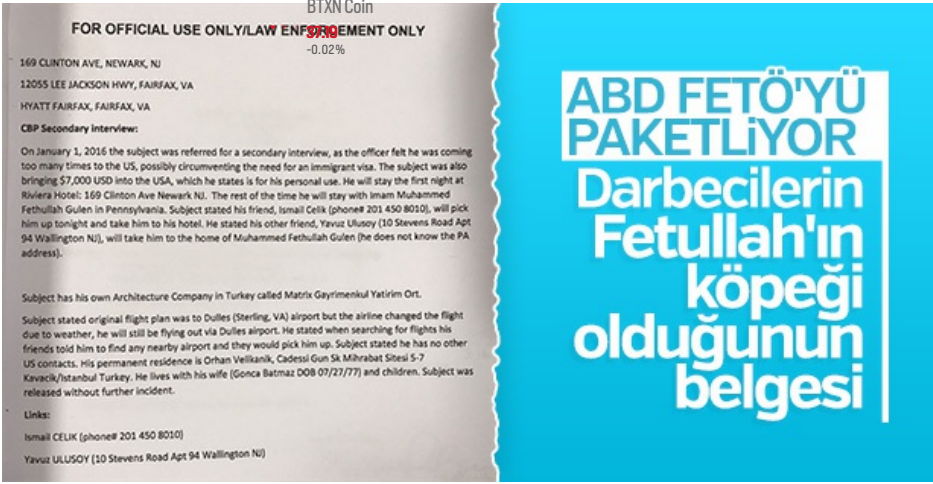 BTXN Coin
-0.02%
FOR OFFICIAL USE ONLY/LAW ENFORCEMENT ONLY
169 CLINTON AVE, NEWARK, NJ
12055 LEE JACKSON HWY, FAIRFAX, VA
HYATT FAIRFAX, FAIRFAX, VA
CBP Secondary interview:
On January 1, 2016 the subject was referred for a secondary interview, as the officer felt he was coming
too many times to the US, possibly circumventing the need for an immigrant visa. The subject was also
bringing $7,000 USD into the USA, which he states is for his personal use. He will stay the first night at
Riviera Hotel: 169 Clinton Ave Newark NJ. The rest of the time he will stay with Imam Muhammed
Fethullah Gulen in Pennsylvania. Subject stated his friend, Ismail Celik (phone# 201 450 8010), will pick
him up tonight and take him to his hotel. He stated his other friend, Yavuz Ulusoy (10 Stevens Road Apt
94 Wallington NJ), will take him to the home of Muhammed Fethullah Gulen (he does not know the PA
address).
Subject has his own Architecture Company in Turkey called Matrix Gayrimenkul Yatirim Ort.
Subject stated original flight plan was to Dulles (Sterling, VA) airport but the airline changed the flight
due to weather, he will still be flying out via Dulles airport. He stated when searching for flights his
friends told him to find any nearby airport and they would pick him up. Subject stated he has no other
US contacts. His permanent residence is Orhan Velikanik, Cadessi Gun Sk Mihrabat Sitesi S-7
Kavacik/Istanbul Turkey. He lives with his wife (Gonca Batmaz DOB 07/27/77) and children. Subject was
released without further incident.
Links:
Ismail CELIK (phone# 201 450 8010)
Yavuz ULUSOY (10 Stevens Road Apt 94 Wallington NJ)
ABD FETÖ'YÜ
PAKETLİYOR
Darbecilerin
Fetullah'ın
köpeği
olduğunun
belgesi